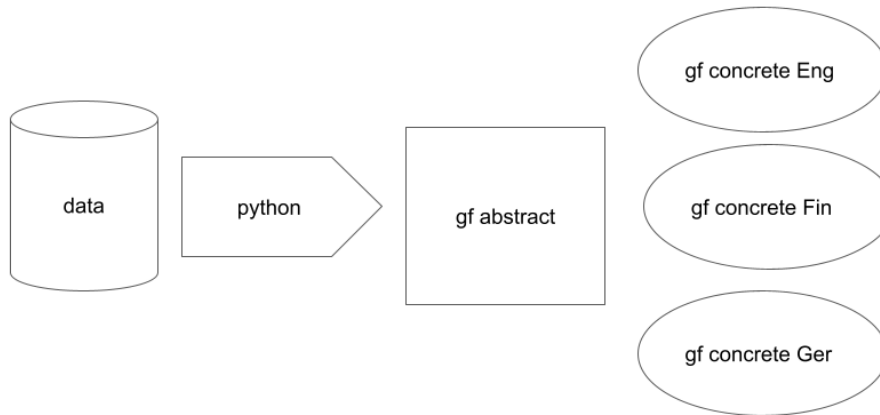 data
python
gf abstract
gf concrete Eng
gf concrete Fin
gf concrete Ger